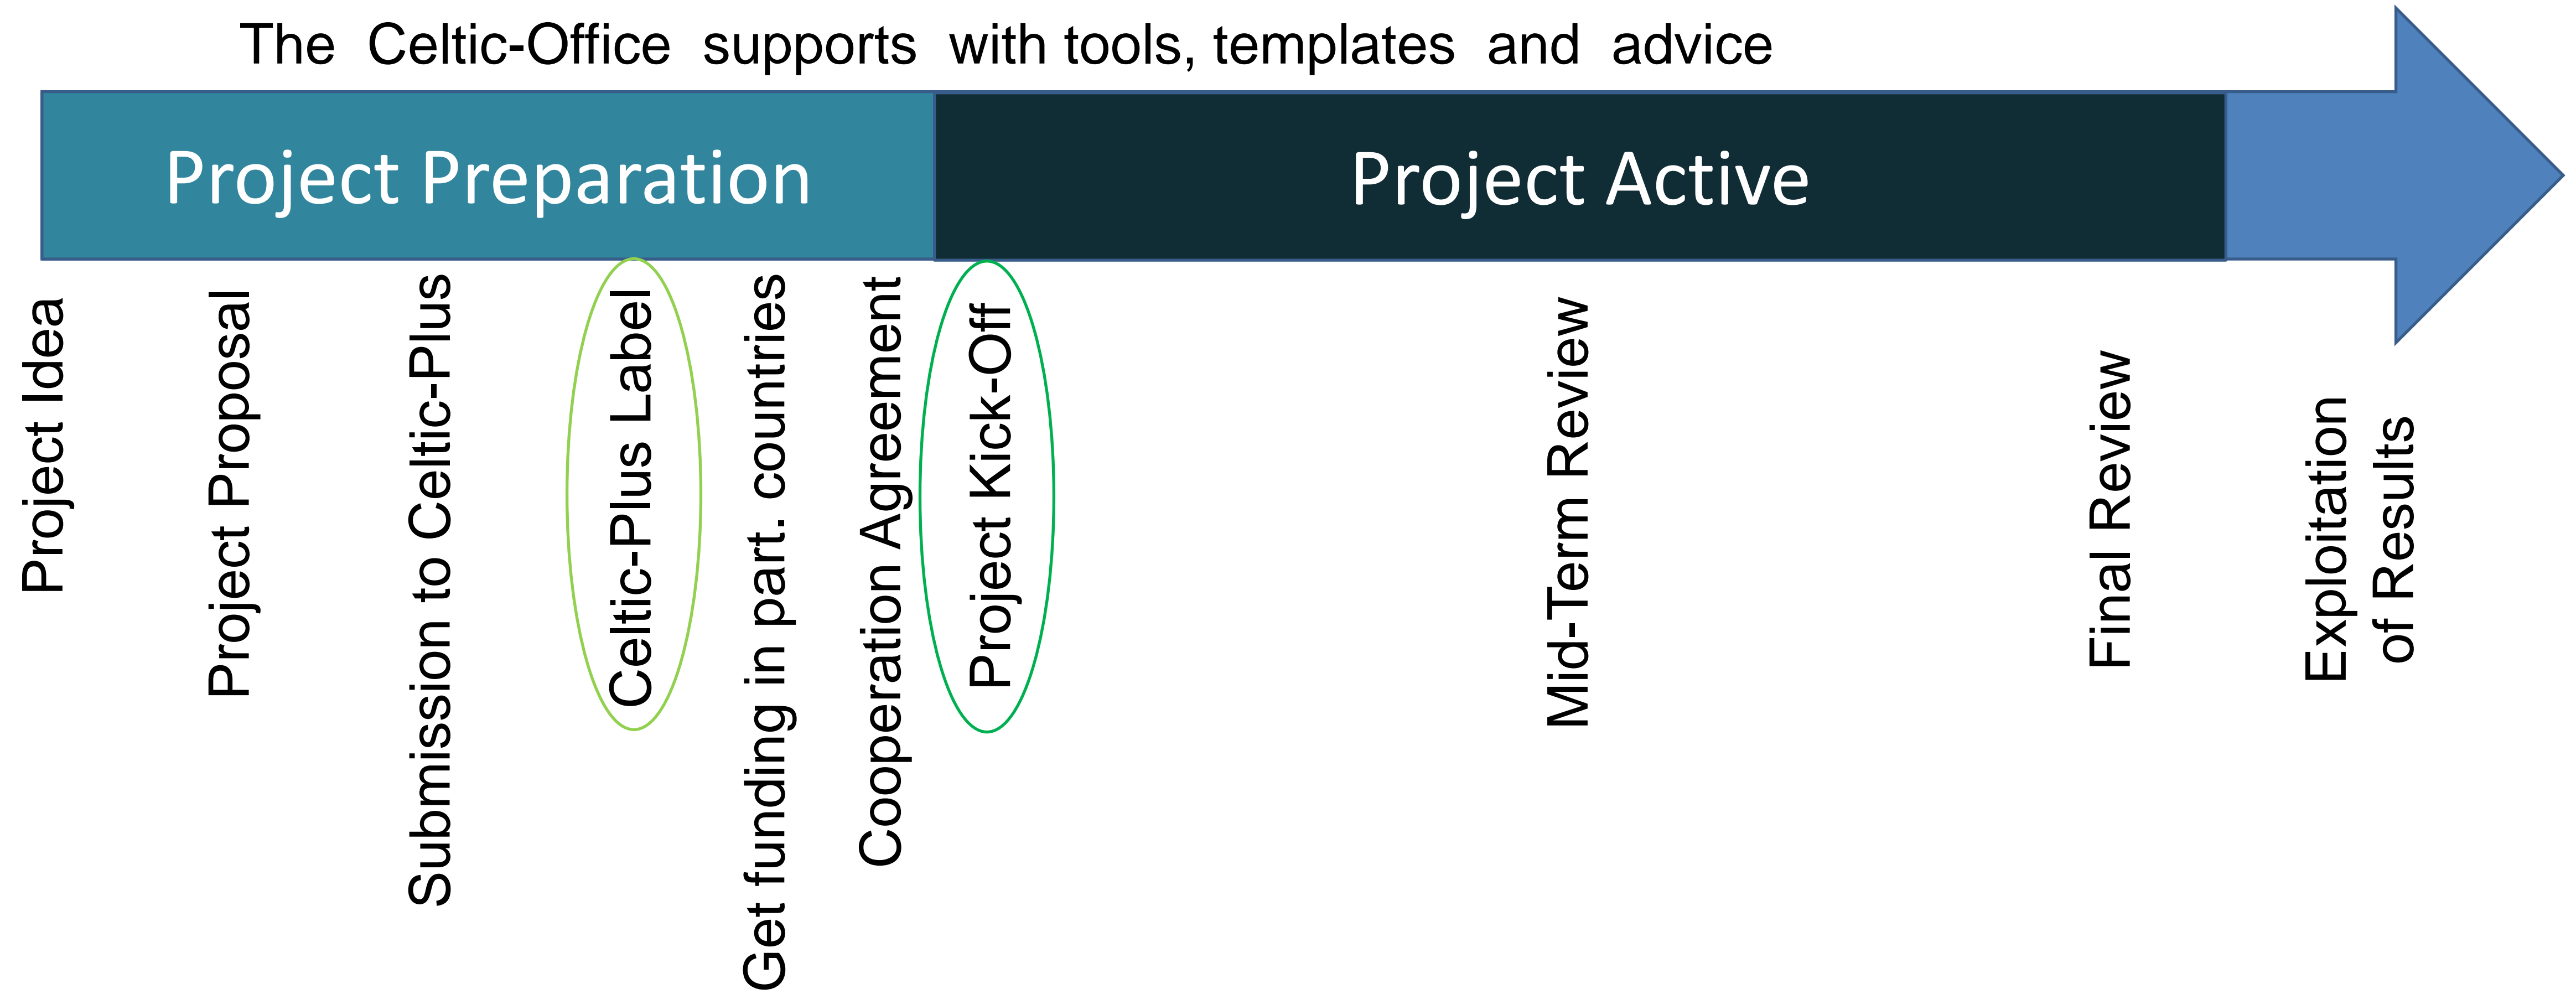 The Celtic-Office supports with tools, templates and advice
Project Preparation
Project Active
Project Idea
Project Proposal
Submission to Celtic-Plus
Celtic-Plus Label
Get funding in part. countries
Cooperation Agreement
Project Kick-Off
Mid-Term Review
Final Review
Exploitation
of Results